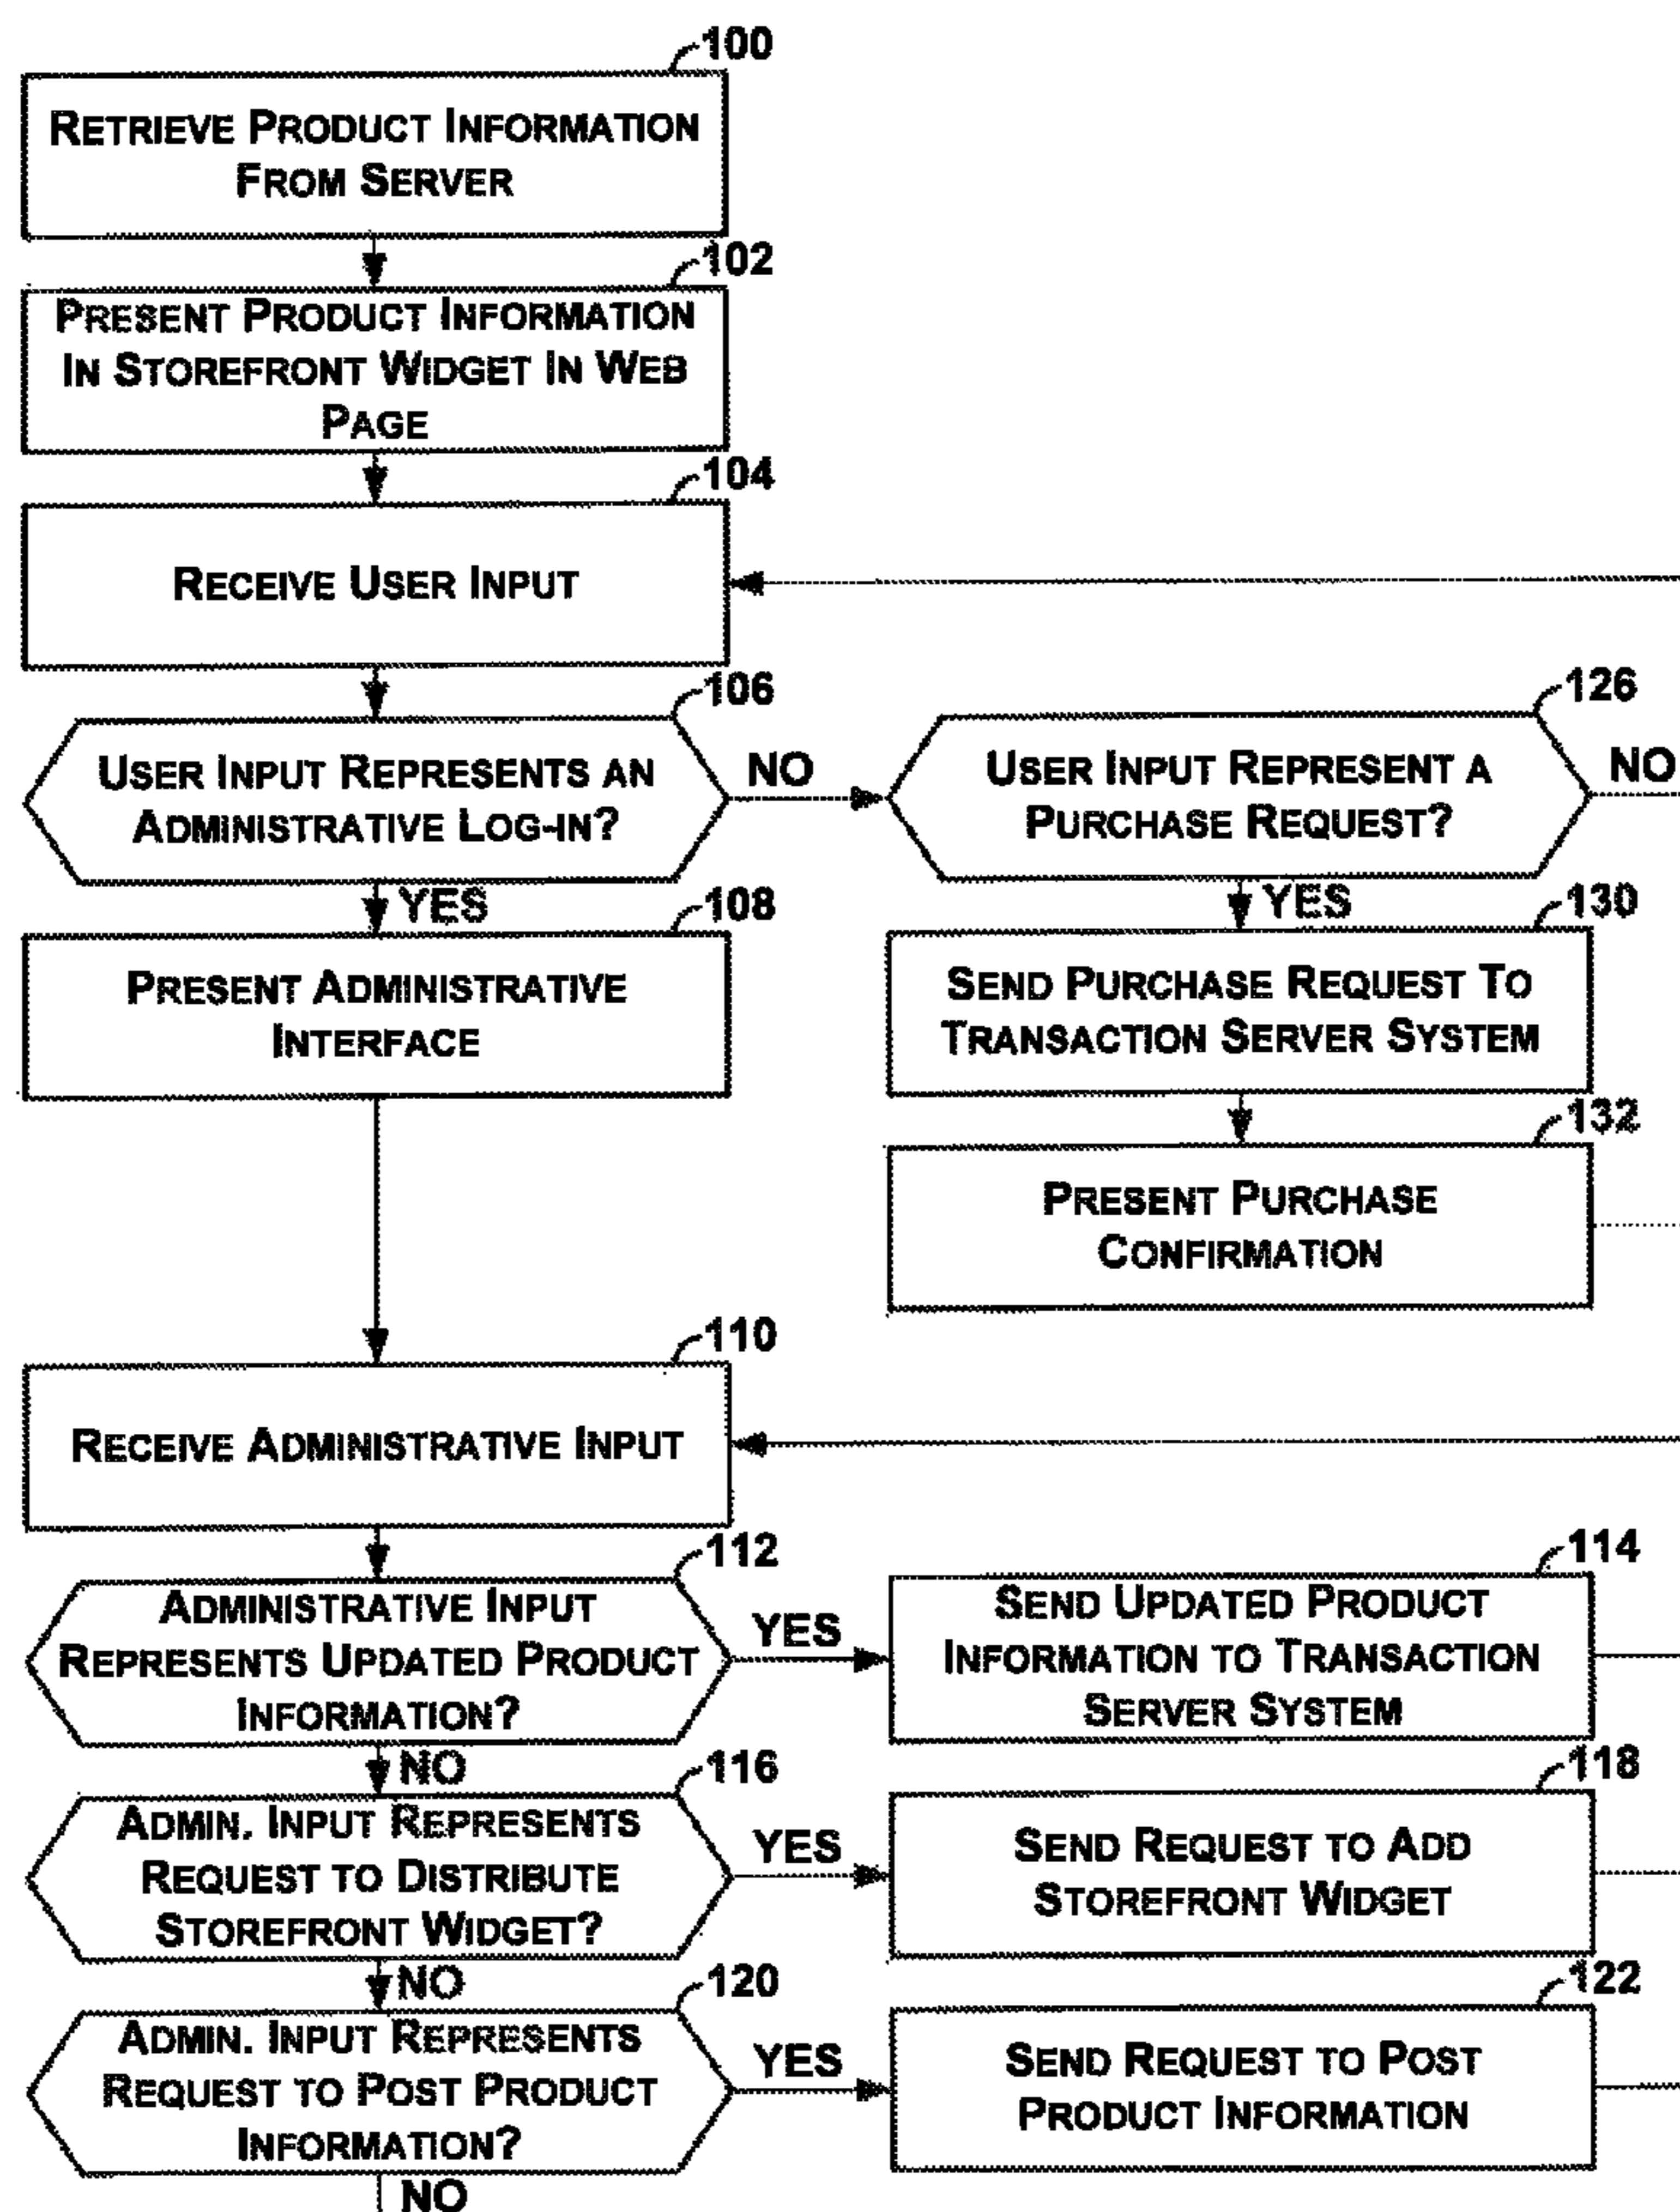 100
RETRIEVE PRODUCT INFORMATION
FROM SERVER
102
PRESENT PRODUCT INFORMATION
IN STOREFRONT WIDGET IN WEB
PAGE
104
RECEIVE USER INPUT
106
USER INPUT REPRESENTS AN
ADMINISTRATIVE LOG-IN?
NO
126
USER INPUT REPRESENT A
PURCHASE REQUEST?
NO
YES
108
PRESENT ADMINISTRATIVE
INTERFACE
YES
130
SEND PURCHASE REQUEST TO
TRANSACTION SERVER SYSTEM
132
PRESENT PURCHASE
CONFIRMATION
110
RECEIVE ADMINISTRATIVE INPUT
112
ADMINISTRATIVE INPUT
REPRESENTS UPDATED PRODUCT
INFORMATION?
YES
114
SEND UPDATED PRODUCT
INFORMATION TO TRANSACTION
SERVER SYSTEM
NO
116
ADMIN. INPUT REPRESENTS
REQUEST TO DISTRIBUTE
STOREFRONT WIDGET?
YES
118
SEND REQUEST TO ADD
STOREFRONT WIDGET
NO
120
ADMIN. INPUT REPRESENTS
REQUEST TO POST PRODUCT
INFORMATION?
YES
122
SEND REQUEST TO POST
PRODUCT INFORMATION
NO